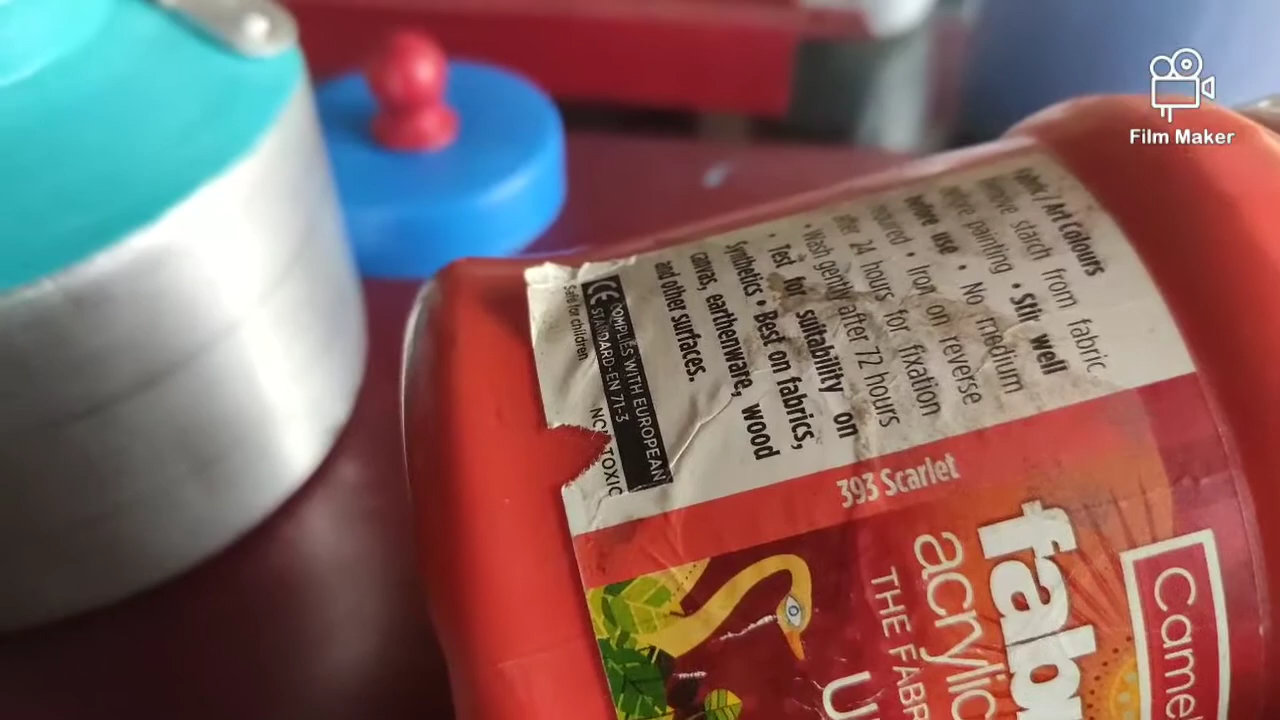 Film Maker
Fabric / Art Colours
Remove starch from fabric
before painting • Stir well
before use • No medium
required • Iron on reverse
after 24 hours for fixation
• Wash gently after 72 hours
• Test for suitability on
Synthetics • Best on fabrics,
canvas, earthenware, wood
and other surfaces.
CE COMPLIES WITH EUROPEAN
STANDARD-EN 71-3
Safe for children
TOXIC
393 Scarlet
Came
fab
acrylic
THE FABR
U